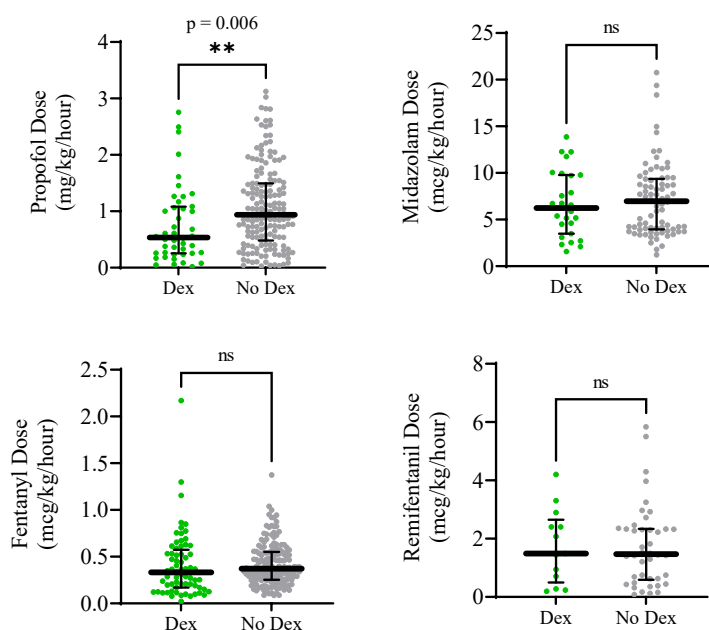 p = 0.006
**
Propofol Dose
(mg/kg/hour)
4
3
2
1
0
Dex No Dex
ns
Midazolam Dose
(mcg/kg/hour)
25
20
15
10
5
0
Dex No Dex
ns
Fentanyl Dose
(mcg/kg/hour)
2.5
2.0
1.5
1.0
0.5
0.0
Dex No Dex
ns
Remifentanil Dose
(mcg/kg/hour)
8
6
4
2
0
Dex No Dex